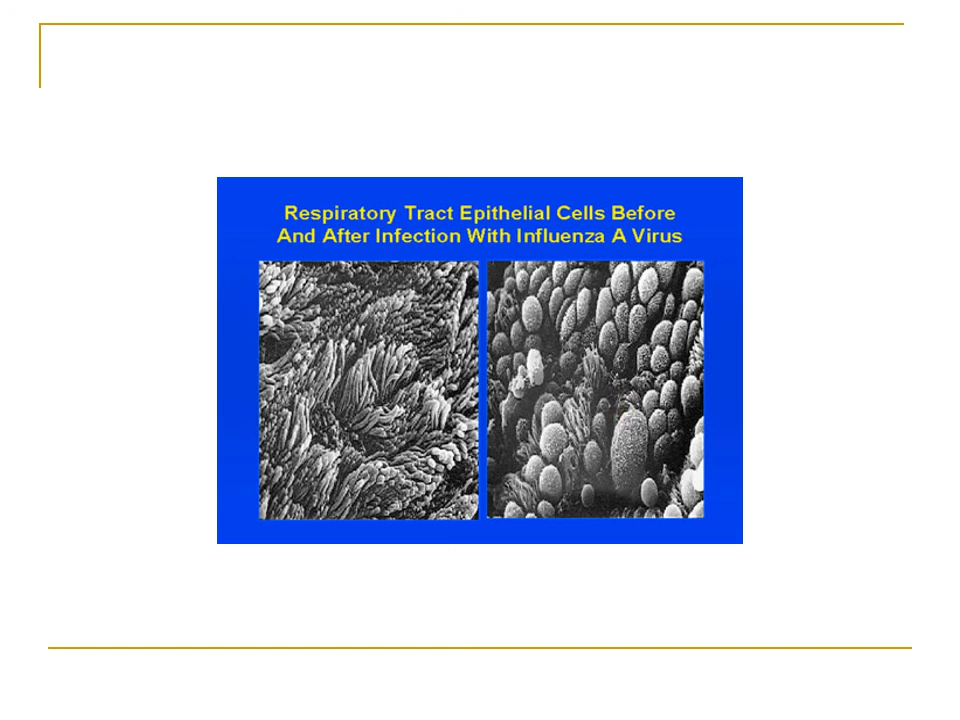 Respiratory Tract Epithelial Cells Before
And After Infection With Influenza A Virus